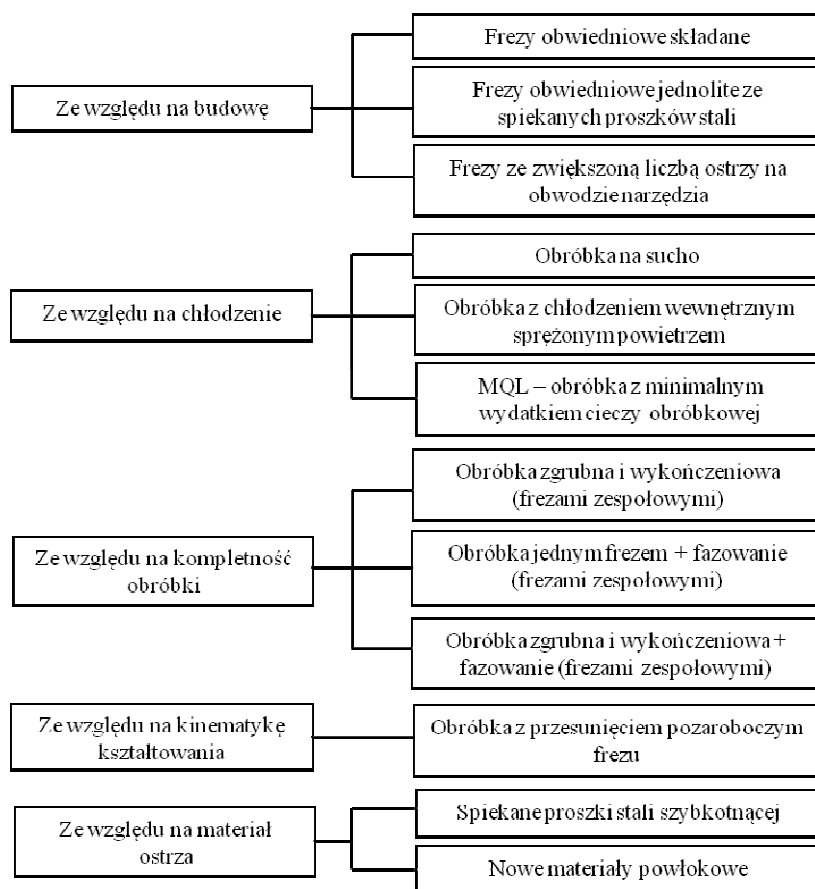 Ze względu na budowę
Frezy obwiedniowe składane
Frezy obwiedniowe jednolite ze
spiekanych proszków stali
Frezy ze zwiększoną liczbą ostrzy na
obwodzie narzędzia
Ze względu na chłodzenie
Obróbka na sucho
Obróbka z chłodzeniem wewnętrznym
sprężonym powietrzem
MQL – obróbka z minimalnym
wydatkiem cieczy obróbkowej
Ze względu na kompletność
obróbki
Obróbka zgrubna i wykończeniowa
(frezami zespołowymi)
Obróbka jednym frezem + fazowanie
(frezami zespołowymi)
Obróbka zgrubna i wykończeniowa +
fazowanie (frezami zespołowymi)
Ze względu na kinematykę
kształtowania
Obróbka z przesunięciem pozaroboczym
frezu
Ze względu na materiał
ostrza
Spiekane proszki stali szybkotnącej
Nowe materiały powłokowe